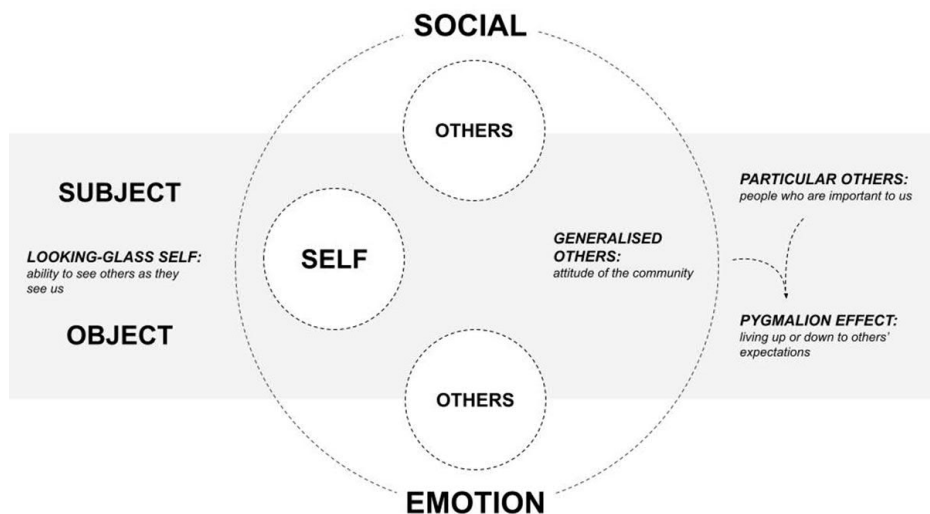 SOCIAL
OTHERS
SUBJECT
LOOKING-GLASS SELF:
ability to see others as they
see us
OBJECT
SELF
GENERALISED
OTHERS:
attitude of the community
PARTICULAR OTHERS:
people who are important to us
PYGMALION EFFECT:
living up or down to others'
expectations
OTHERS
EMOTION